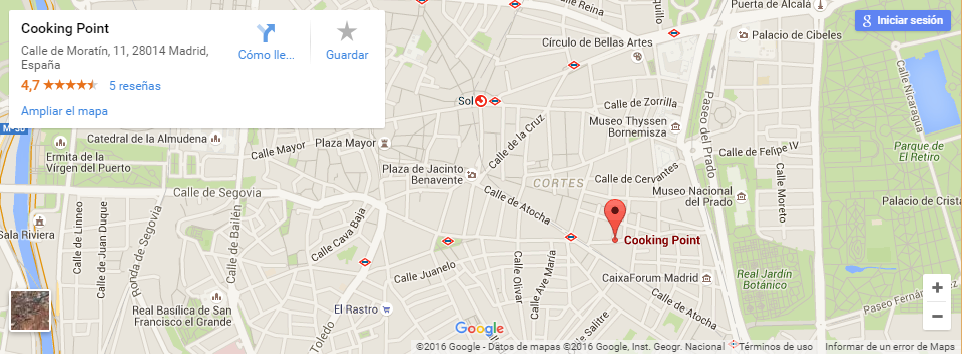 Cooking Point
Calle de Moratín, 11, 28014 Madrid,
España
4,7
5 reseñas
Ampliar el mapa
Cómo lle...
Guardar
Iniciar sesión
Calle Reina
Puerta de Alcalá
Palacio de Cibeles
Círculo de Bellas Artes
Sol
Calle de Zorrilla
Paseo del Prado
Calle Nicaragua
M-30
Catedral de la Almudena
Calle Mayor
Plaza Mayor
Calle de la Cruz
Museo Thyssen
Bornemisza
Calle de Felipe IV
Parque de
El Retiro
Ermita de la
Virgen del Puerto
Plaza de Jacinto
Benavente
CORTES
Calle de Cervantes
Calle de Segovia
Calle de Atocha
Museo Nacional
del Prado
Calle Moreto
Palacio de Crista
Sala Riviera
Calle de Linneo
Calle de Juan Duque
Ronda de Segovia
Calle de Bailén
Calle Cava Baja
Cooking Point
Calle Juanelo
Calle Olivar
Calle Ave María
CaixaForum Madrid
Real Jardín
Botánico
Real Basílica de San
Francisco el Grande
El Rastro
Toledo
de Salitre
Paseo Fernán
Google
©2016 Google - Datos de mapas ©2016 Google, Inst. Geogr. Nacional
Términos de uso
Informar de un error de Maps